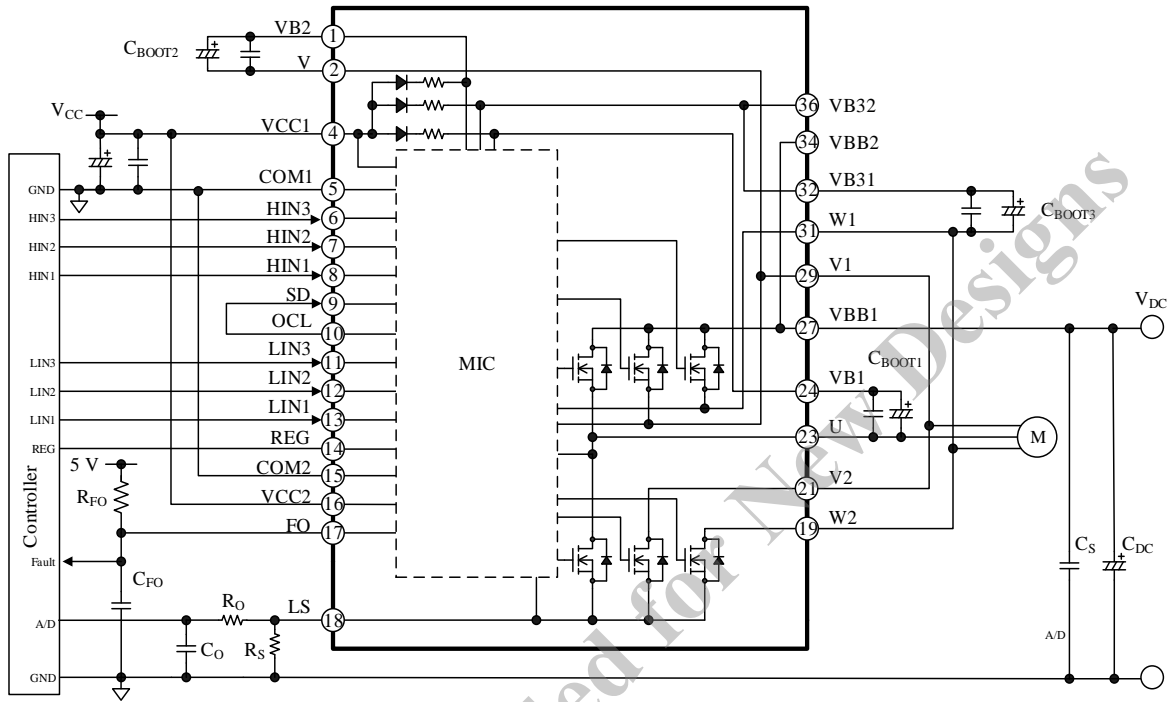 VB2
1
CBOOT2
V
2
VCC
VCC1
4
36
VB32
34
VBB2
COM1
5
32
VB31
CBOOT3
GND
HIN3
HIN3
6
31
W1
HIN2
HIN2
7
HIN1
HIN1
8
29
V1
SD
9
OCL
10
27
VBB1
VDC
LIN3
LIN3
11
MIC
CBOOT1
LIN2
LIN2
12
24
VB1
LIN1
LIN1
13
REG
REG
14
23
U
M
5 V
COM2
15
21
V2
RFO
VCC2
16
Controller
FO
17
19
W2
Fault
CS
CDC
CFO
RO
LS
18
A/D
A/D
CO
RS
GND
ed for New Designs